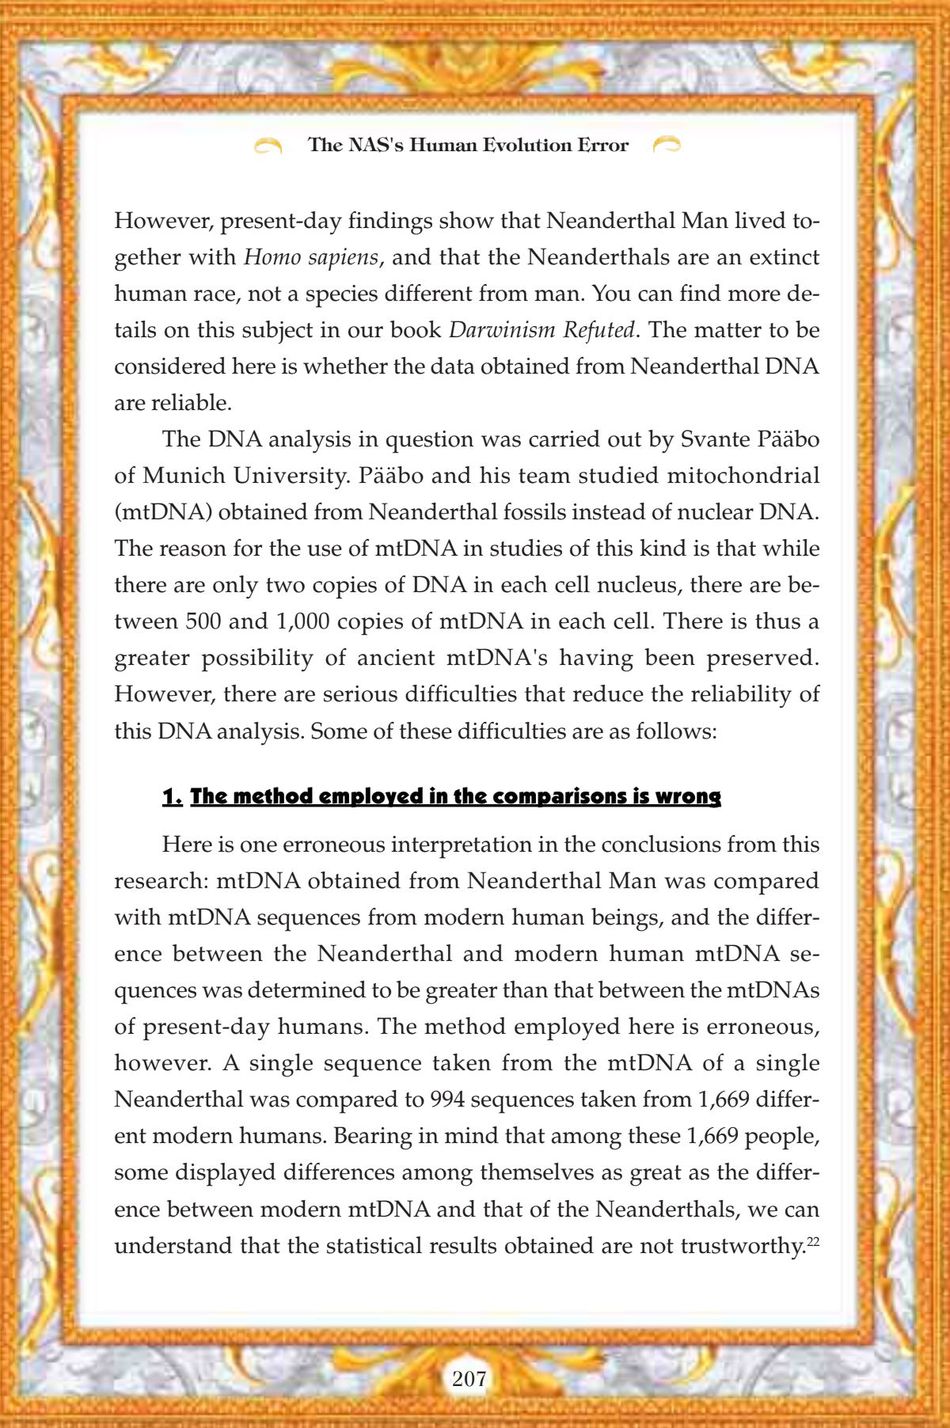 The NAS's Human Evolution Error
However, present-day findings show that Neanderthal Man lived to-
gether with Homo sapiens, and that the Neanderthals are an extinct
human race, not a species different from man. You can find more de-
tails on this subject in our book Darwinism Refuted. The matter to be
considered here is whether the data obtained from Neanderthal DNA
are reliable.
The DNA analysis in question was carried out by Svante Pääbo
of Munich University. Pääbo and his team studied mitochondrial
(mtDNA) obtained from Neanderthal fossils instead of nuclear DNA.
The reason for the use of mtDNA in studies of this kind is that while
there are only two copies of DNA in each cell nucleus, there are be-
tween 500 and 1,000 copies of mtDNA in each cell. There is thus a
greater possibility of ancient mtDNA's having been preserved.
However, there are serious difficulties that reduce the reliability of
this DNA analysis. Some of these difficulties are as follows:
1. The method employed in the comparisons is wrong
Here is one erroneous interpretation in the conclusions from this
research: mtDNA obtained from Neanderthal Man was compared
with mtDNA sequences from modern human beings, and the differ-
ence between the Neanderthal and modern human mtDNA se-
quences was determined to be greater than that between the mtDNAs
of present-day humans. The method employed here is erroneous,
however. A single sequence taken from the mtDNA of a single
Neanderthal was compared to 994 sequences taken from 1,669 differ-
ent modern humans. Bearing in mind that among these 1,669 people,
some displayed differences among themselves as great as the differ-
ence between modern mtDNA and that of the Neanderthals, we can
understand that the statistical results obtained are not trustworthy.22
207